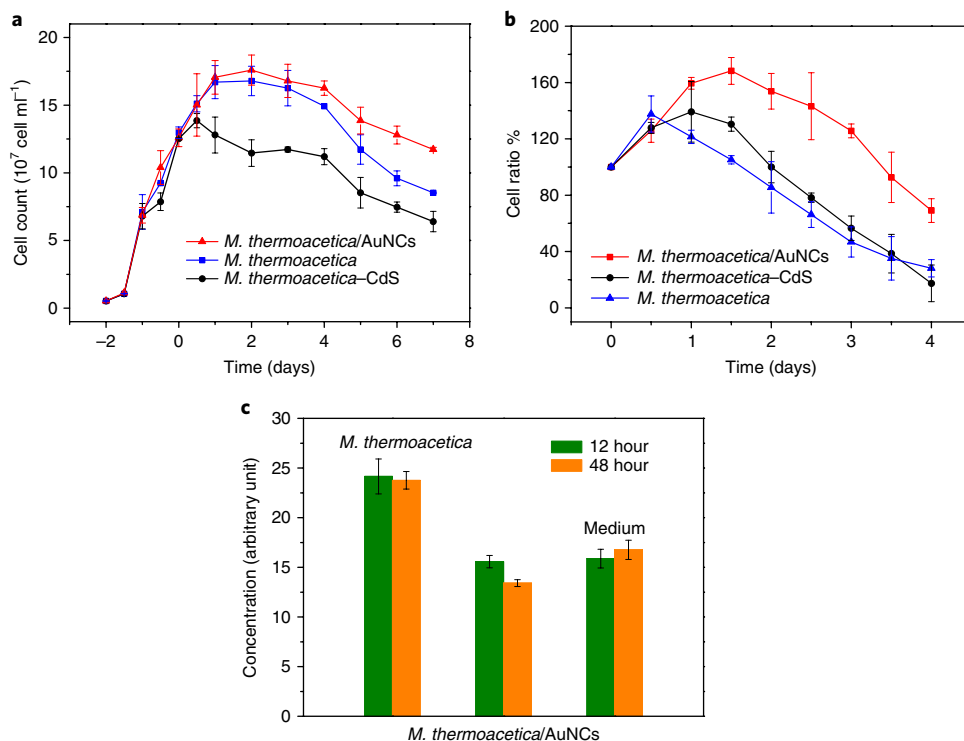 a
Cell count (10⁷ cell ml⁻¹)
20
15
10
5
0
M. thermoacetica/AuNCs
M. thermoacetica
M. thermoacetica–CdS
−2 0 2 4 6 8
Time (days)
b
Cell ratio %
200
160
120
80
40
0
M. thermoacetica/AuNCs
M. thermoacetica–CdS
M. thermoacetica
0 1 2 3 4
Time (days)
c
Concentration (arbitrary unit)
30
25
20
15
10
5
0
M. thermoacetica
12 hour
48 hour
Medium
M. thermoacetica/AuNCs